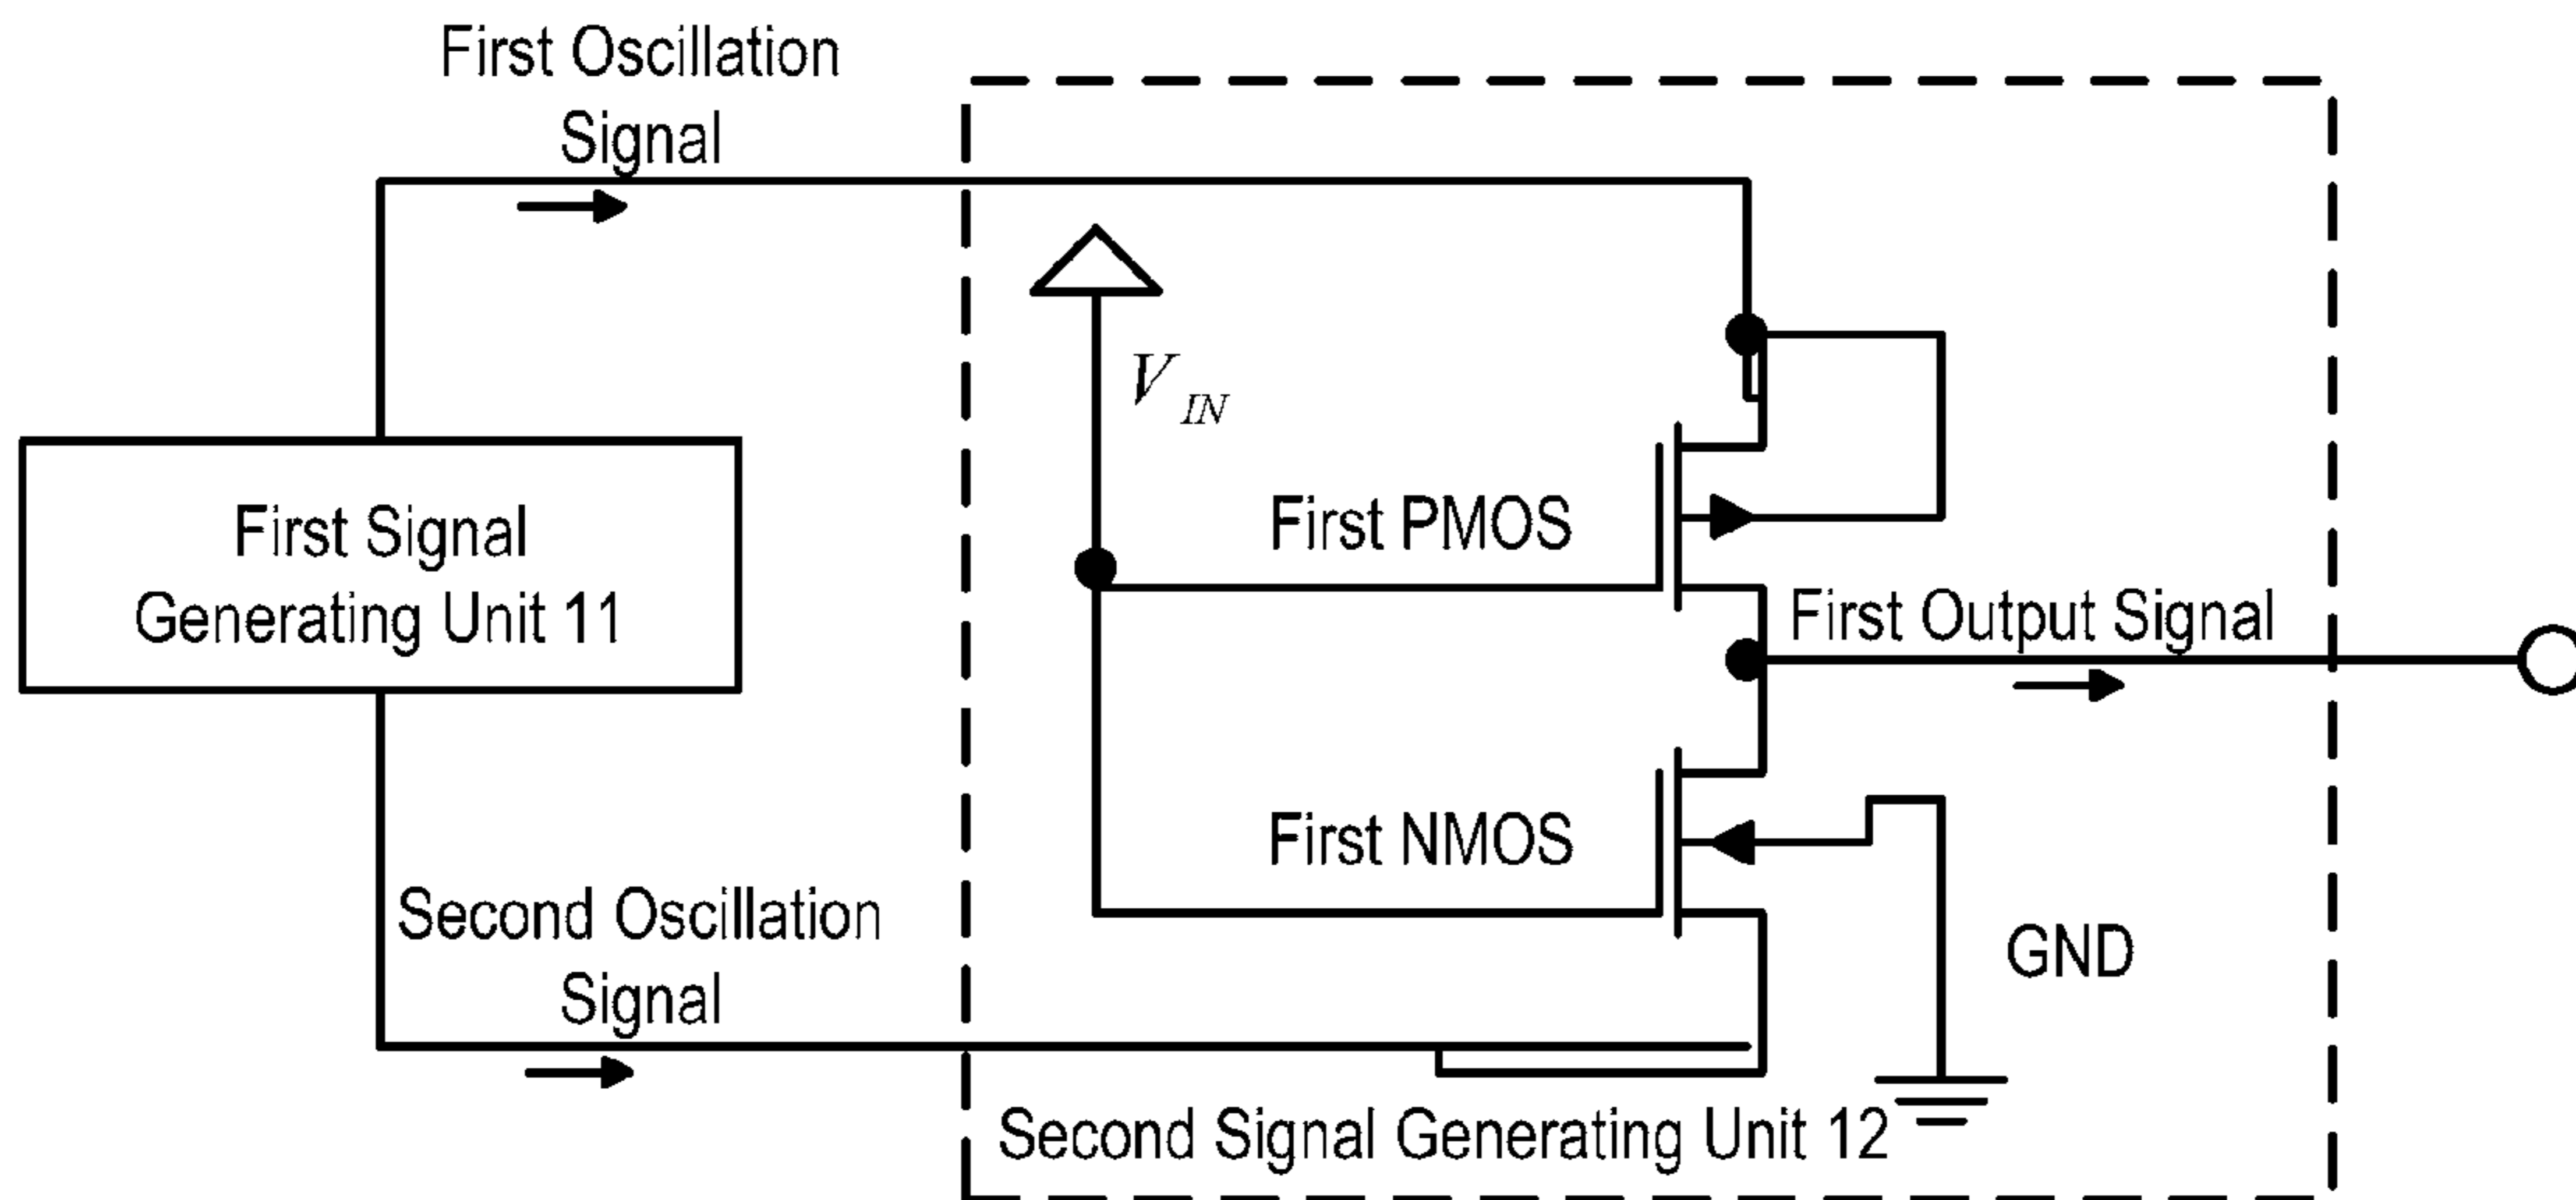 First Oscillation
Signal
V IN
First Signal
Generating Unit 11
First PMOS
First Output Signal
First NMOS
Second Oscillation
Signal
GND
Second Signal Generating Unit 12